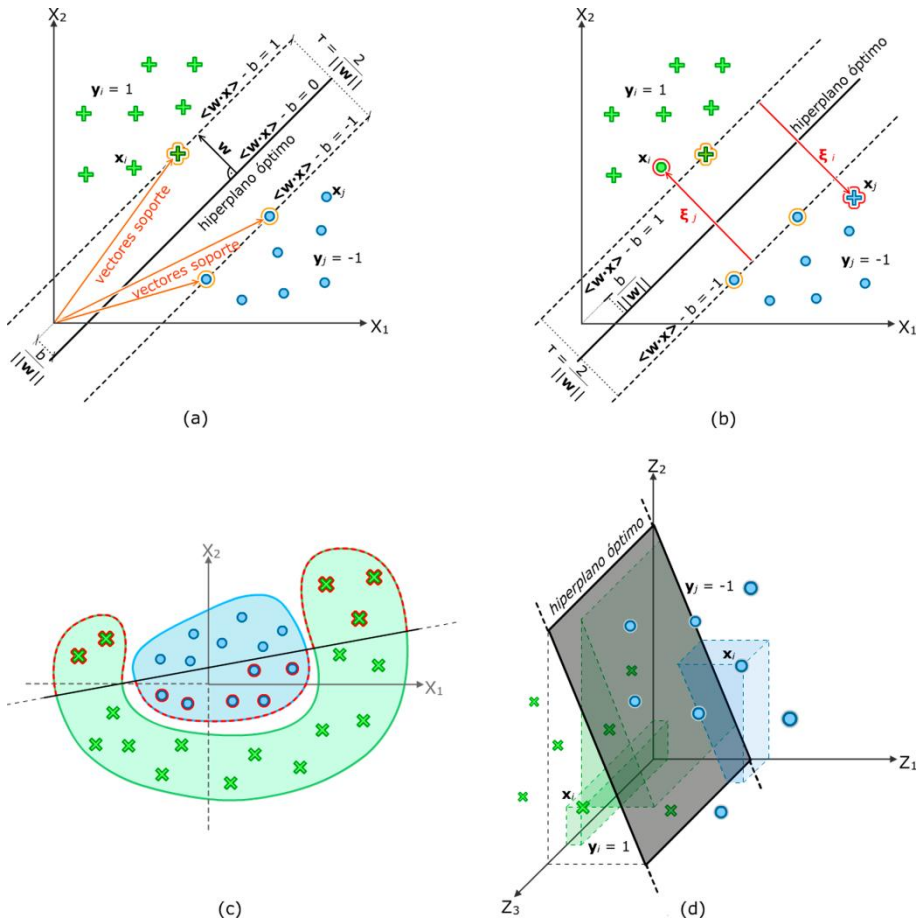 X₂
yᵢ = 1
xᵢ
<w·x> - b = 1
w
<w·x> - b = 0
hiperplano óptimo
<w·x> - b = -1
τ = 2 / ||w||
vectores soporte
vectores soporte
xⱼ
yⱼ = -1
X₁
b / ||w||
(a)
X₂
yᵢ = 1
xᵢ
hiperplano óptimo
ξ ᵢ
ξ ⱼ
xⱼ
yⱼ = -1
<w·x> - b = 1
b / ||w||
<w·x> - b = -1
X₁
τ = 2 / ||w||
(b)
X₂
X₁
(c)
Z₂
hiperplano óptimo
yⱼ = -1
xⱼ
Z₁
xᵢ
yᵢ = 1
Z₃
(d)